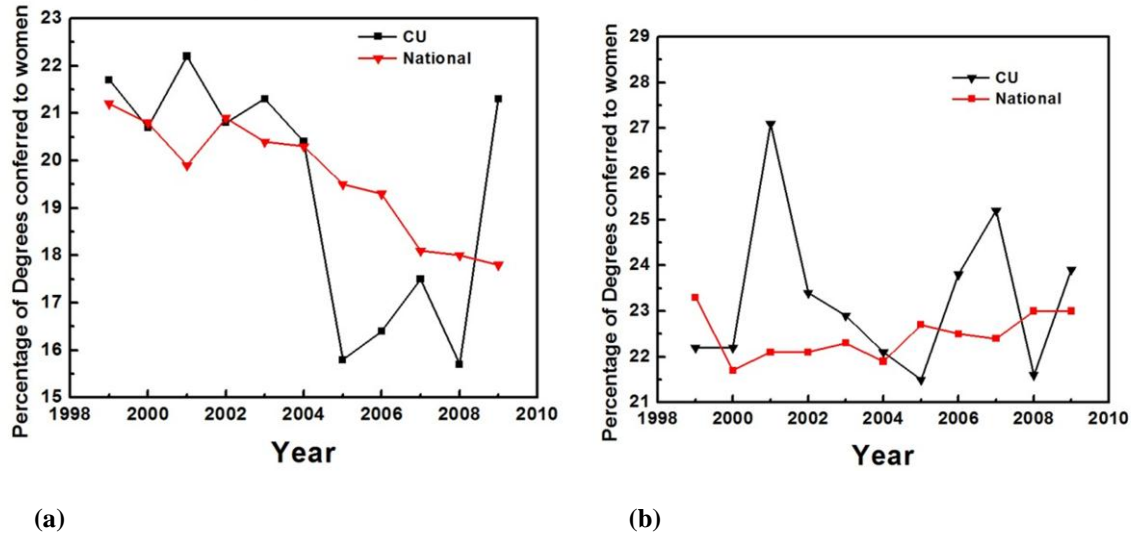 Percentage of Degrees conferred to women
23
22
21
20
19
18
17
16
15
CU
National
1998 2000 2002 2004 2006 2008 2010
Year
(a)
Percentage of Degrees conferred to women
29
28
27
26
25
24
23
22
21
CU
National
1998 2000 2002 2004 2006 2008 2010
Year
(b)